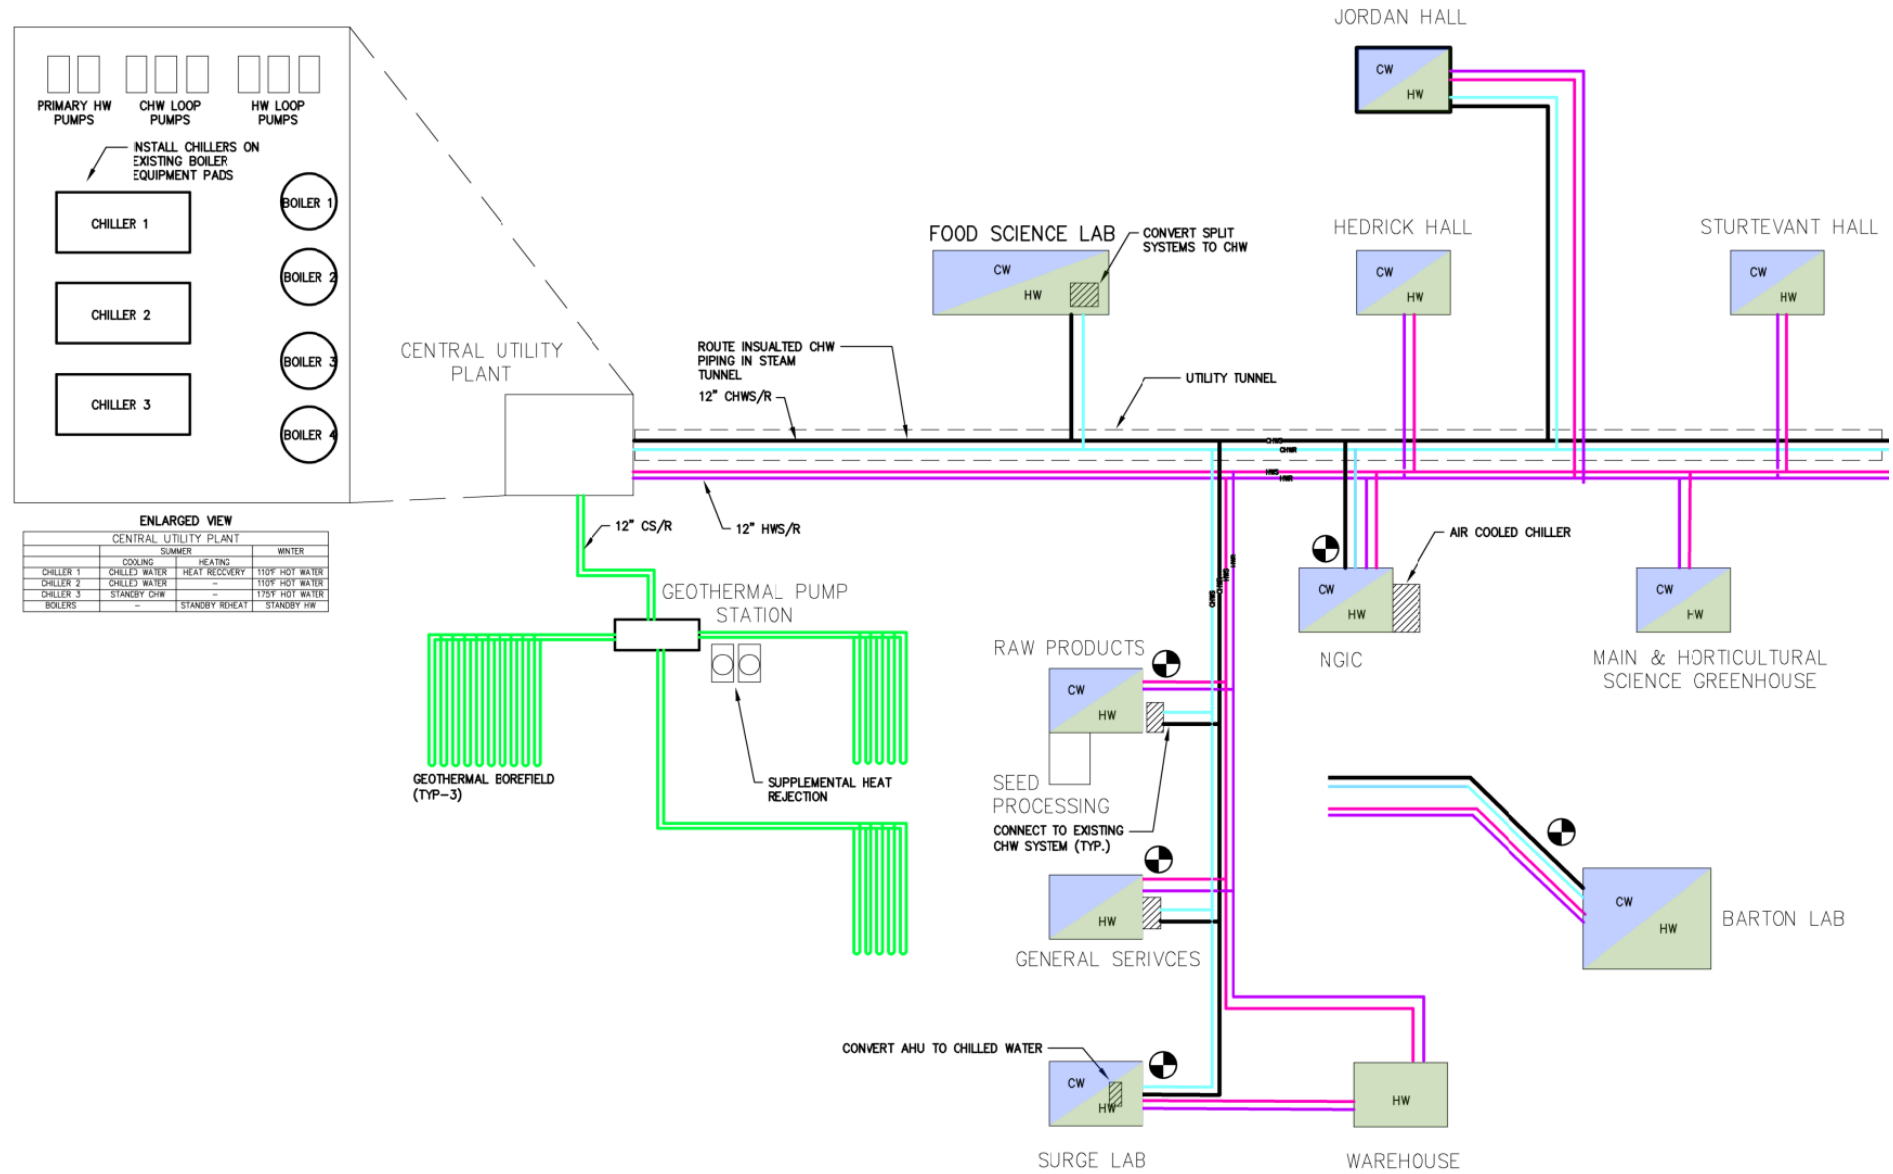 PRIMARY HW
PUMPS
CHW LOOP
PUMPS
HW LOOP
PUMPS
INSTALL CHILLERS ON
EXISTING BOILER
EQUIPMENT PADS
CHILLER 1
CHILLER 2
CHILLER 3
BOILER 1
BOILER 2
BOILER 3
BOILER 4
ENLARGED VIEW
CENTRAL UTILITY PLANT
SUMMER WINTER
COOLING HEATING
CHILLER 1 CHILLED WATER HEAT RECOVERY 110°F HOT WATER
CHILLER 2 CHILLED WATER - 110°F HOT WATER
CHILLER 3 STANDBY CHW - 175°F HOT WATER
BOILERS - STANDBY REHEAT STANDBY HW
CENTRAL UTILITY
PLANT
12" CS/R
12" HWS/R
GEOTHERMAL PUMP
STATION
GEOTHERMAL BOREFIELD
(TYP-3)
SUPPLEMENTAL HEAT
REJECTION
ROUTE INSUALTED CHW
PIPING IN STEAM
TUNNEL
12" CHWS/R
FOOD SCIENCE LAB
CW
HW
CONVERT SPLIT
SYSTEMS TO CHW
UTILITY TUNNEL
CHWS
CHWR
HWS
HWR
JORDAN HALL
CW
HW
HEDRICK HALL
CW
HW
STURTEVANT HALL
CW
HW
AIR COOLED CHILLER
CW
HW
NGIC
CW
HW
MAIN & HORTICULTURAL
SCIENCE GREENHOUSE
RAW PRODUCTS
CW
HW
SEED
PROCESSING
CONNECT TO EXISTING
CHW SYSTEM (TYP.)
HW
GENERAL SERIVCES
CONVERT AHU TO CHILLED WATER
CW
HW
SURGE LAB
HW
WAREHOUSE
CW
HW
BARTON LAB